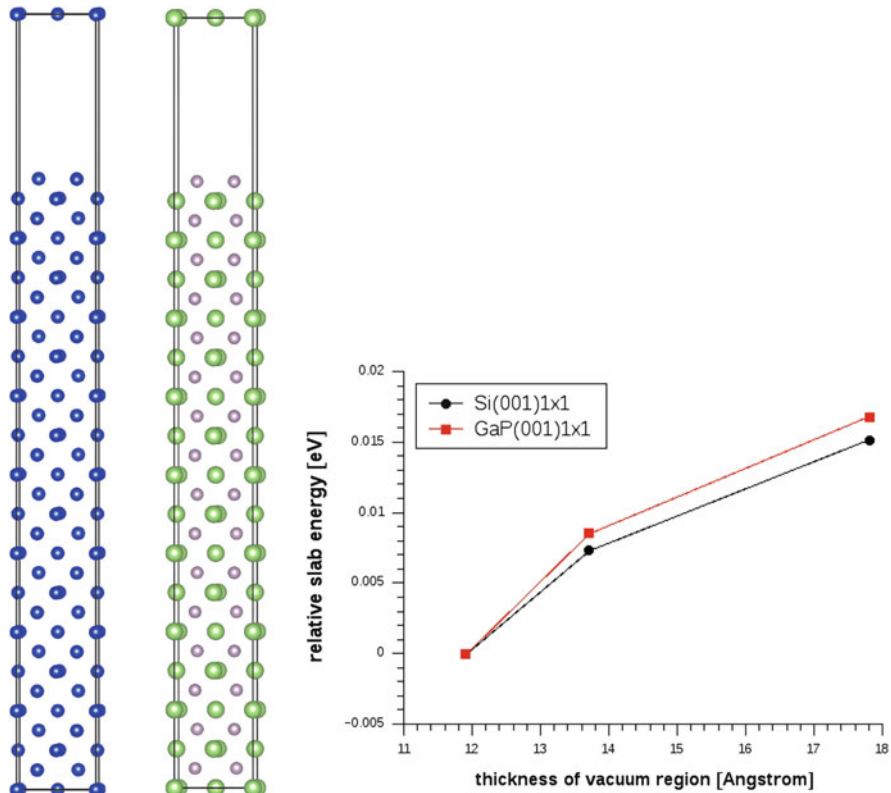 0.02
0.015
0.01
0.005
0
−0.005
Si(001)1x1
GaP(001)1x1
relative slab energy [eV]
11 12 13 14 15 16 17 18
thickness of vacuum region [Angstrom]